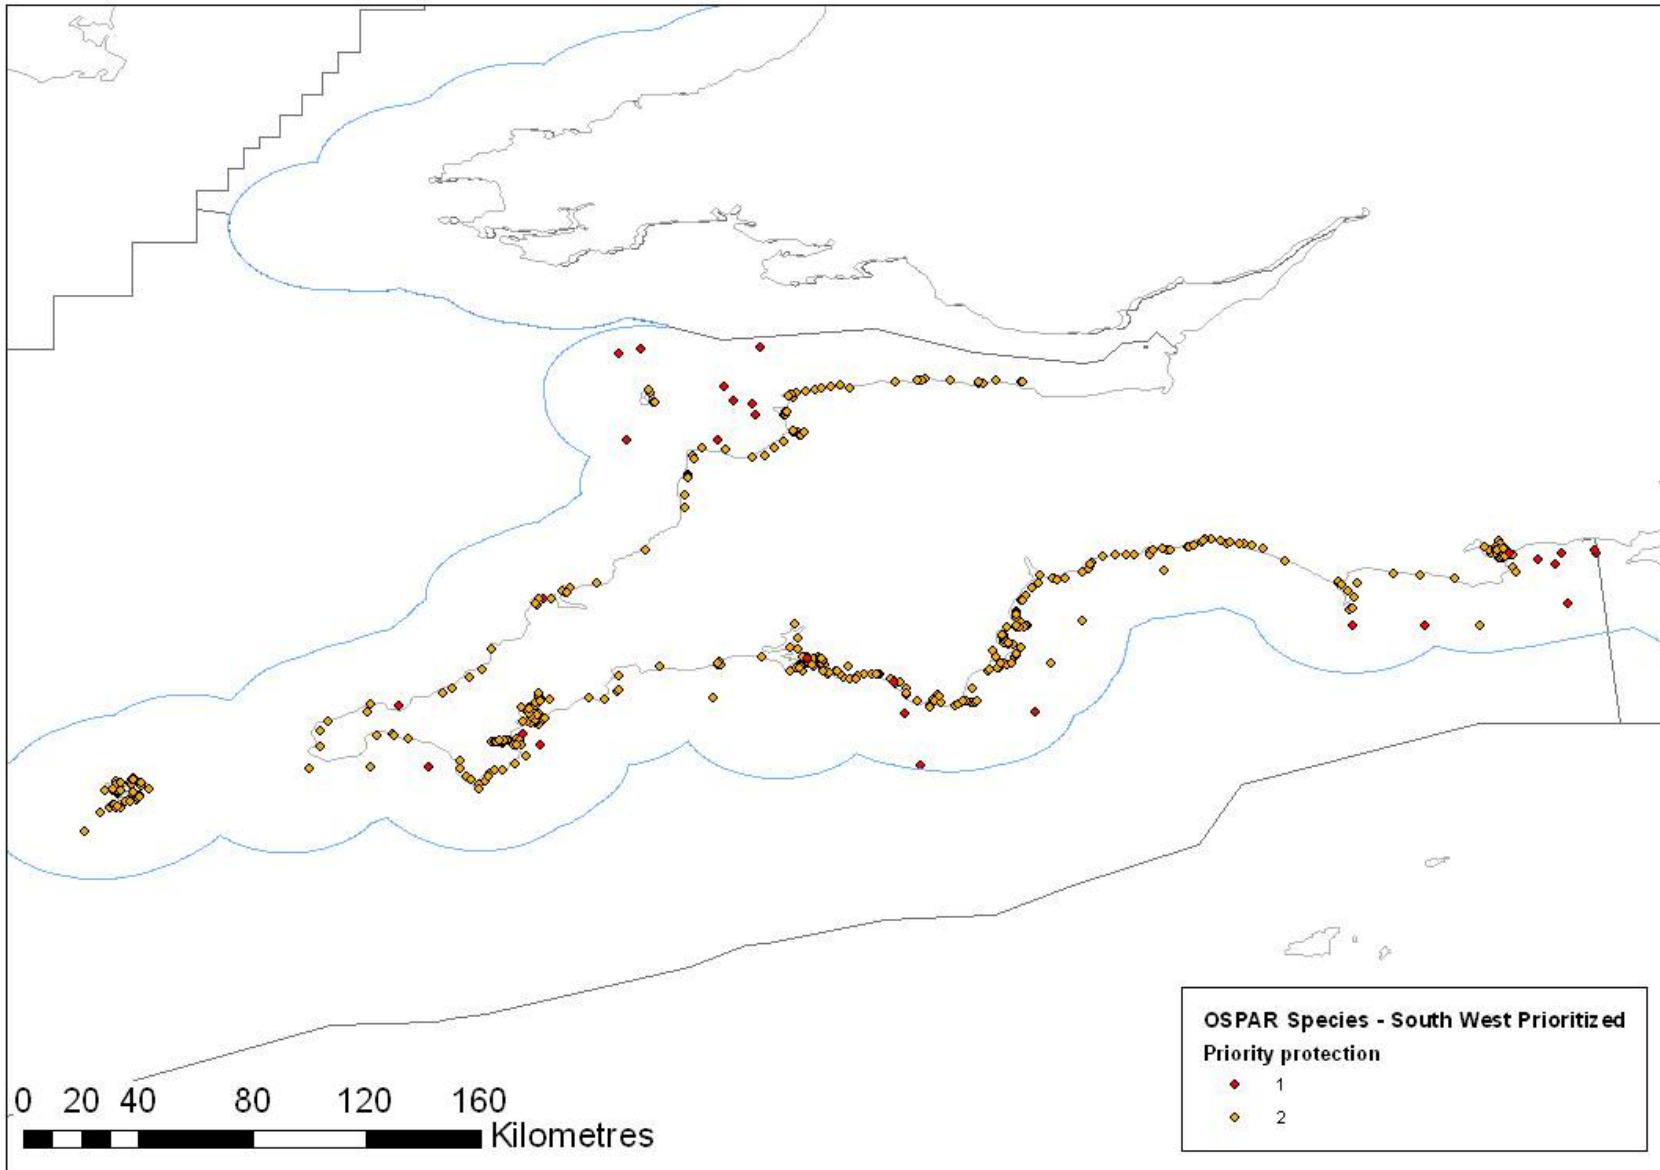 OSPAR Species - South West Prioritized
Priority protection
1
2
0 20 40 80 120 160
Kilometres